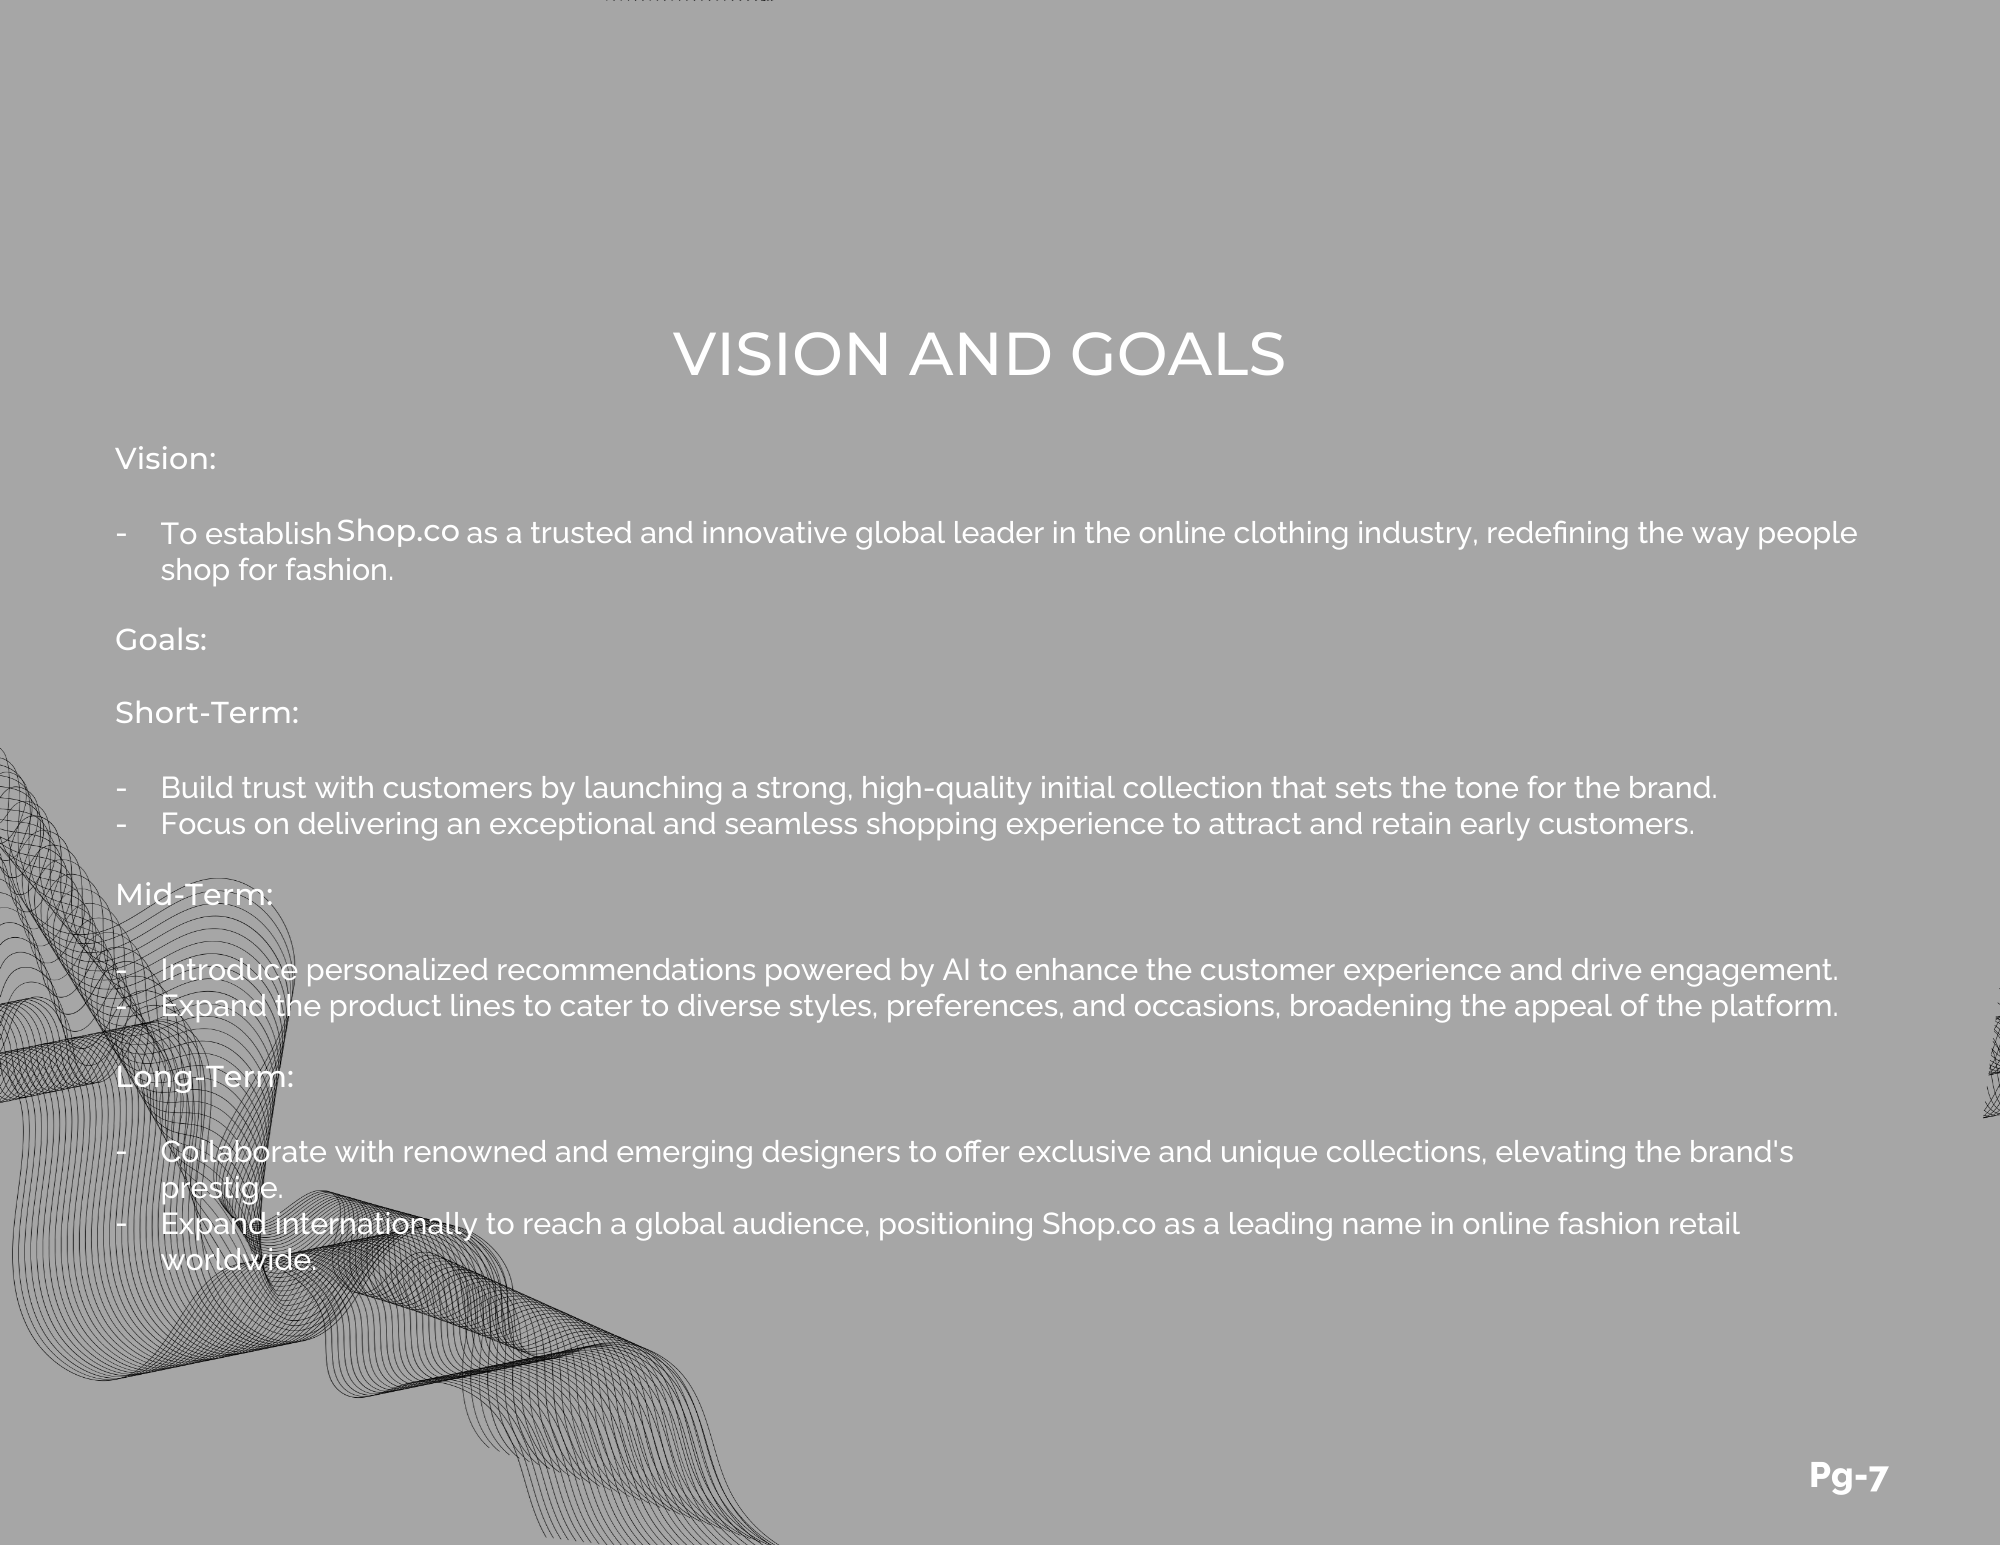 VISION AND GOALS
Vision:
- To establish Shop.co as a trusted and innovative global leader in the online clothing industry, redefining the way people
shop for fashion.
Goals:
Short-Term:
- Build trust with customers by launching a strong, high-quality initial collection that sets the tone for the brand.
- Focus on delivering an exceptional and seamless shopping experience to attract and retain early customers.
Mid-Term:
- Introduce personalized recommendations powered by AI to enhance the customer experience and drive engagement.
- Expand the product lines to cater to diverse styles, preferences, and occasions, broadening the appeal of the platform.
Long-Term:
- Collaborate with renowned and emerging designers to offer exclusive and unique collections, elevating the brand's
prestige.
- Expand internationally to reach a global audience, positioning Shop.co as a leading name in online fashion retail
worldwide.
Pg-7